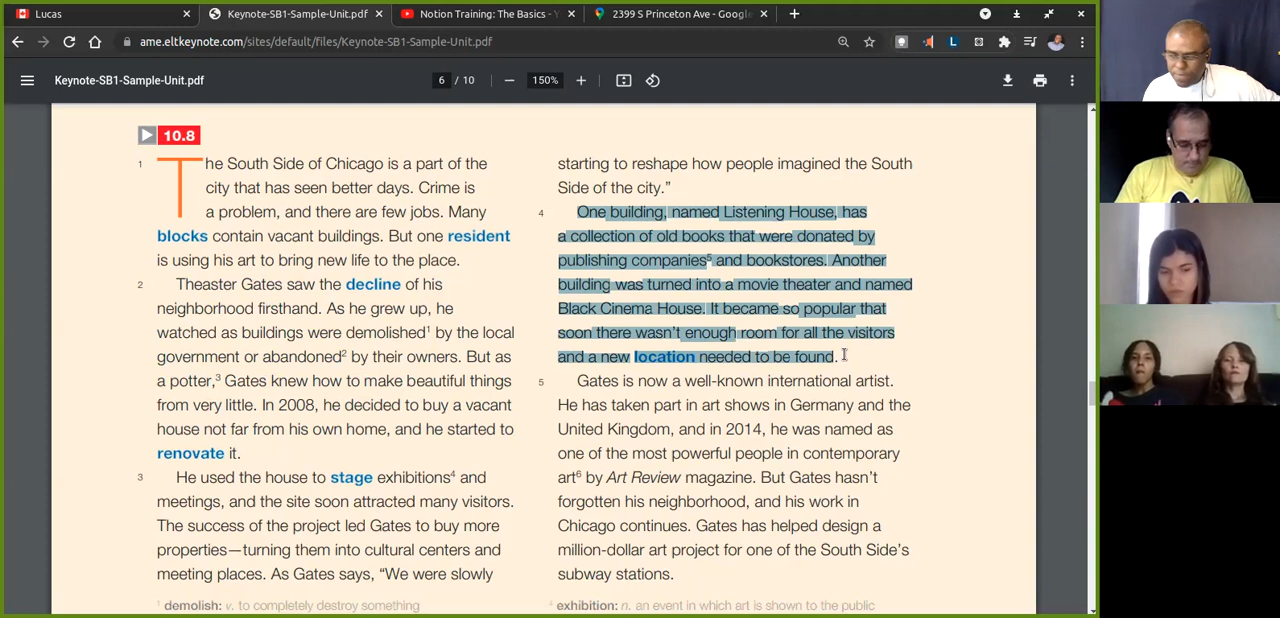 Lucas
Keynote-SB1-Sample-Unit.pdf
Notion Training: The Basics - Y
2399 S Princeton Ave - Google
ame.eltkeynote.com/sites/default/files/Keynote-SB1-Sample-Unit.pdf
Keynote-SB1-Sample-Unit.pdf
6 / 10
150%
10.8
1 The South Side of Chicago is a part of the
city that has seen better days. Crime is
a problem, and there are few jobs. Many
blocks contain vacant buildings. But one resident
is using his art to bring new life to the place.
2 Theaster Gates saw the decline of his
neighborhood firsthand. As he grew up, he
watched as buildings were demolished1 by the local
government or abandoned2 by their owners. But as
a potter,3 Gates knew how to make beautiful things
from very little. In 2008, he decided to buy a vacant
house not far from his own home, and he started to
renovate it.
3 He used the house to stage exhibitions4 and
meetings, and the site soon attracted many visitors.
The success of the project led Gates to buy more
properties—turning them into cultural centers and
meeting places. As Gates says, “We were slowly
1 demolish: v. to completely destroy something
starting to reshape how people imagined the South
Side of the city.”
4 One building, named Listening House, has
a collection of old books that were donated by
publishing companies5 and bookstores. Another
building was turned into a movie theater and named
Black Cinema House. It became so popular that
soon there wasn’t enough room for all the visitors
and a new location needed to be found.
5 Gates is now a well-known international artist.
He has taken part in art shows in Germany and the
United Kingdom, and in 2014, he was named as
one of the most powerful people in contemporary
art6 by Art Review magazine. But Gates hasn’t
forgotten his neighborhood, and his work in
Chicago continues. Gates has helped design a
million-dollar art project for one of the South Side’s
subway stations.
4 exhibition: n. an event in which art is shown to the public